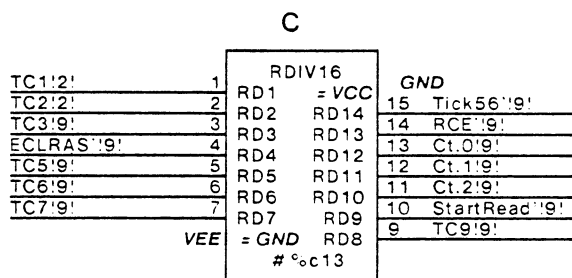 C
RDIV16
GND
TC1!2! 1 RD1 = VCC
15 Tick56`!9!
TC2!2! 2 RD2 RD14
14 RCE`!9!
TC3!9! 3 RD3 RD13
13 Ct.0!9!
ECLRAS`!9! 4 RD4 RD12
12 Ct.1!9!
TC5!9! 5 RD5 RD11
11 Ct.2!9!
TC6!9! 6 RD6 RD10
10 StartRead`!9!
TC7!9! 7 RD7 RD9
9 TC9!9!
VEE = GND RD8
# %c13